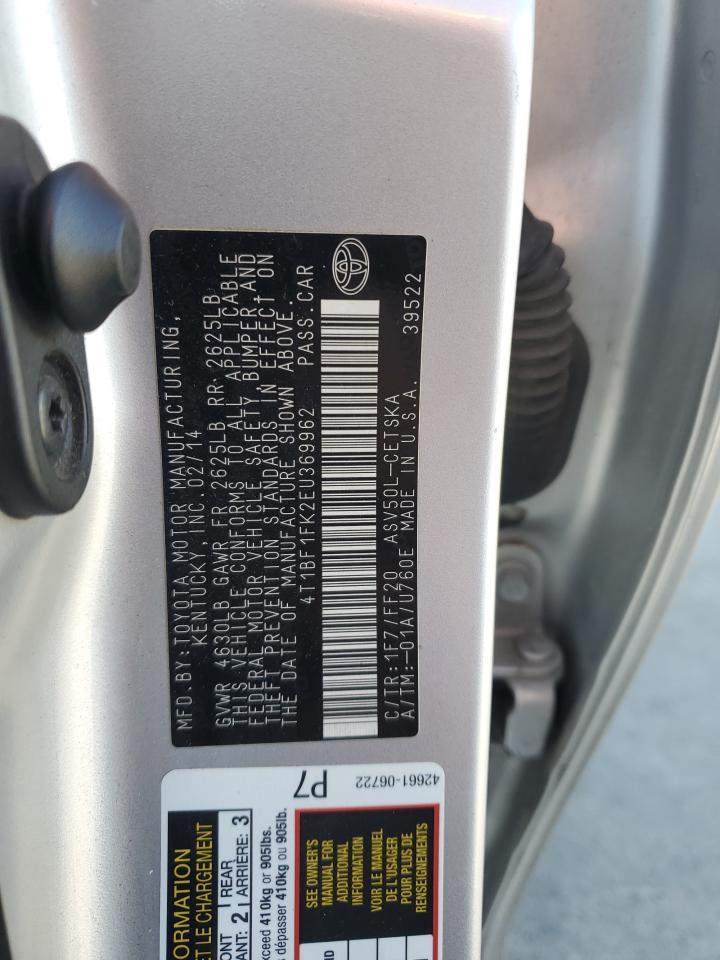 MFD.BY:TOYOTA MOTOR MANUFACTURING,
KENTUCKY, INC. 02/14
GVWR 4630LB GAWR FR 2625LB RR 2625LB
THIS VEHICLE CONFORMS TO ALL APPLICABLE
FEDERAL MOTOR VEHICLE SAFETY, BUMPER,AND
THEFT PREVENTION STANDARDS IN EFFECT ON
THE DATE OF MANUFACTURE SHOWN ABOVE.
4T1BF1FK2EU369962 PASS.CAR
C/TR:1F7/FF20 ASV50L-CETSKA 39522
A/TM:-01A/U760E MADE IN U.S.A.
42661-06722
P7
ORMATION
ET LE CHARGEMENT
ONT
ANT: 2
REAR
ARRIÈRE: 3
exceed 410kg or 905lbs.
s dépasser 410kg ou 905lb.
SEE OWNER'S
MANUAL FOR
ADDITIONAL
INFORMATION
VOIR LE MANUEL
DE L'USAGER
POUR PLUS DE
RENSEIGNEMENTS